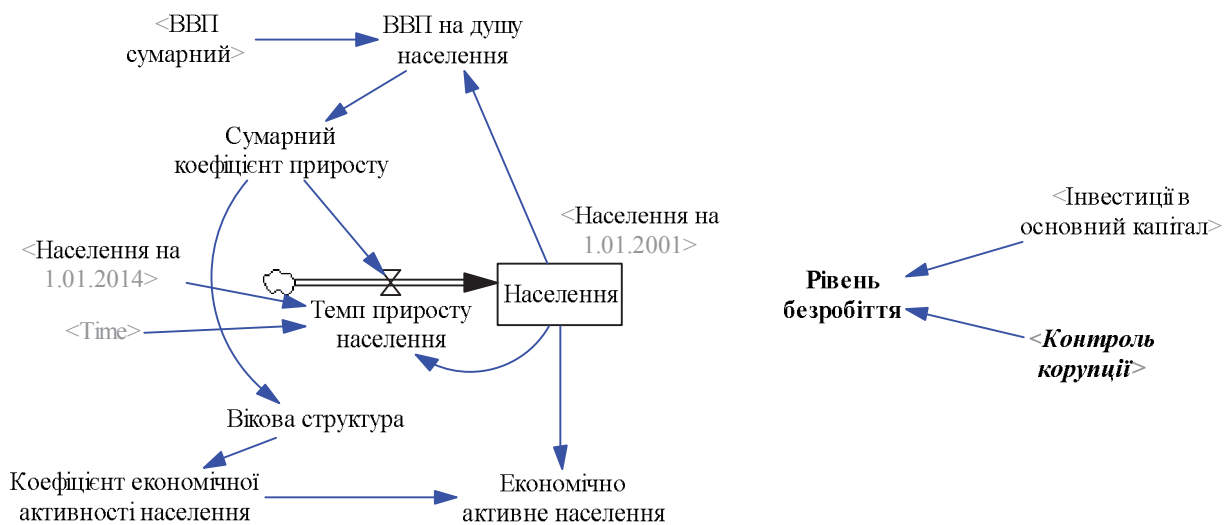 <ВВП
сумарний>
ВВП на душу
населення
Сумарний
коефіцієнт приросту
<Населення на
1.01.2001>
<Інвестиції в
основний капітал>
<Населення на
1.01.2014>
Населення
Рівень
безробіття
Темп приросту
населення
<Time>
<Контроль
корупції>
Вікова структура
Коефіцієнт економічної
активності населення
Економічно
активне населення